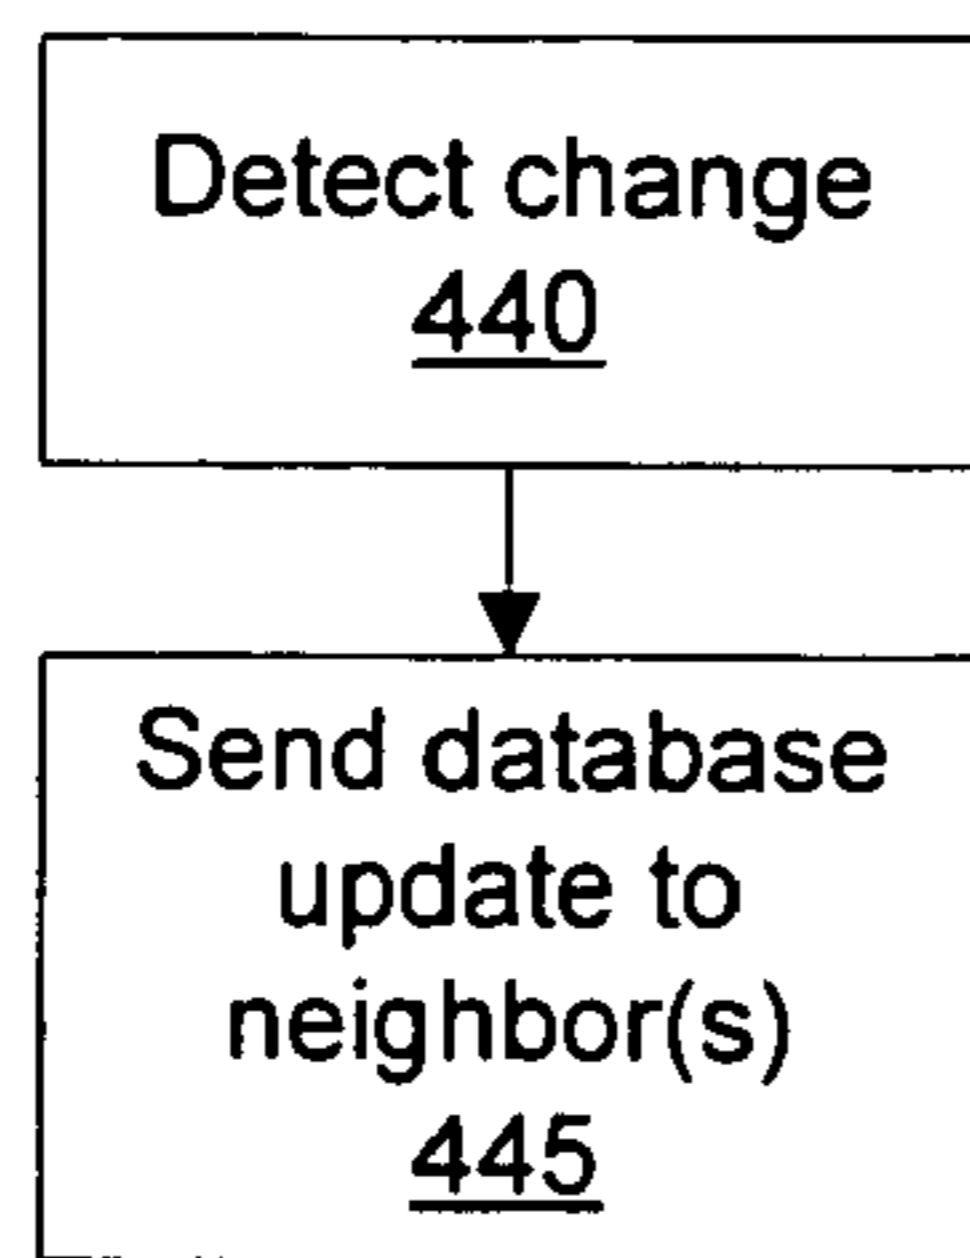 Detect change
440
Send database
update to
neighbor(s)
445